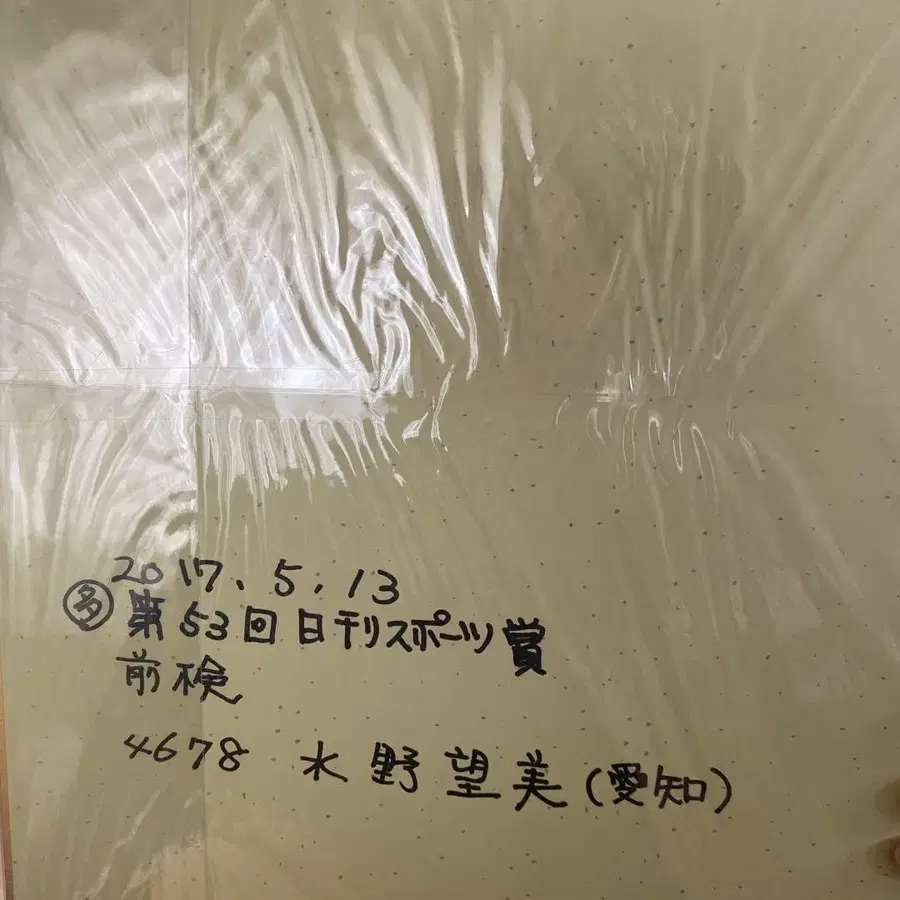 2017.5.13
㊂多 第53回日刊スポーツ賞
前検
4678 水野望美(愛知)